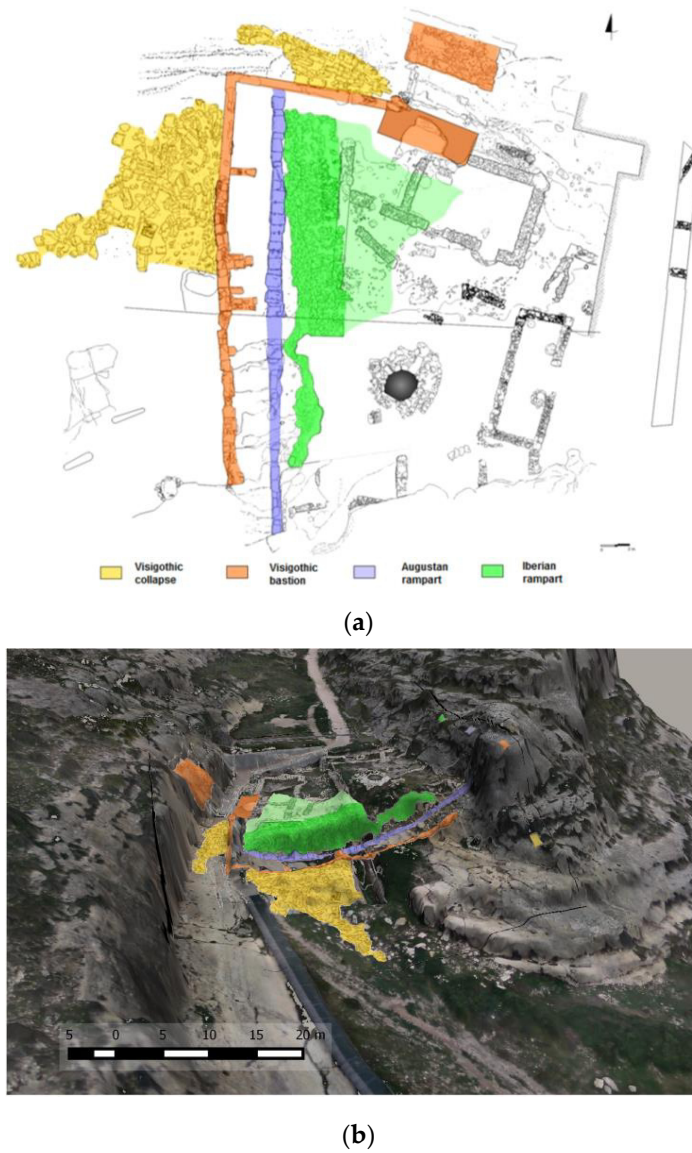 Visigothic
collapse
Visigothic
bastion
Augustan
rampart
Iberian
rampart
(a)
5 0 5 10 15 20 m
(b)